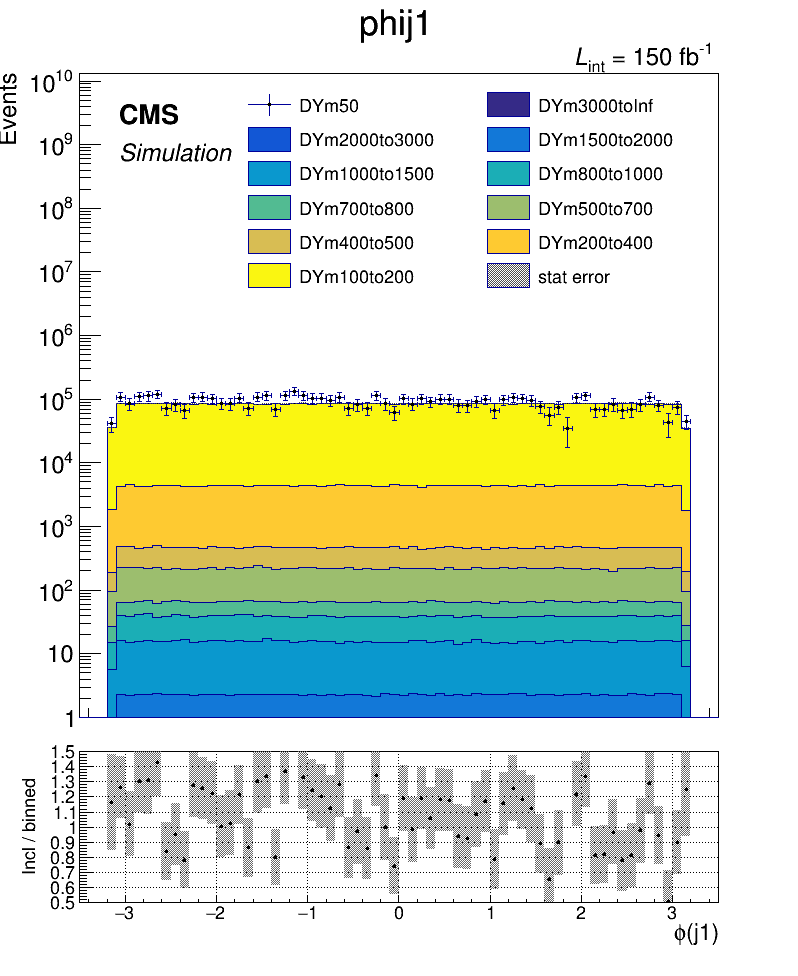 phij1
L_int = 150 fb^-1
Events
10^10
10^9
10^8
10^7
10^6
10^5
10^4
10^3
10^2
10
1
CMS
Simulation
DYm50
DYm3000toInf
DYm2000to3000
DYm1500to2000
DYm1000to1500
DYm800to1000
DYm700to800
DYm500to700
DYm400to500
DYm200to400
DYm100to200
stat error
Incl / binned
1.5
1.4
1.3
1.2
1.1
1
0.9
0.8
0.7
0.6
0.5
−3 −2 −1 0 1 2 3
ϕ(j1)